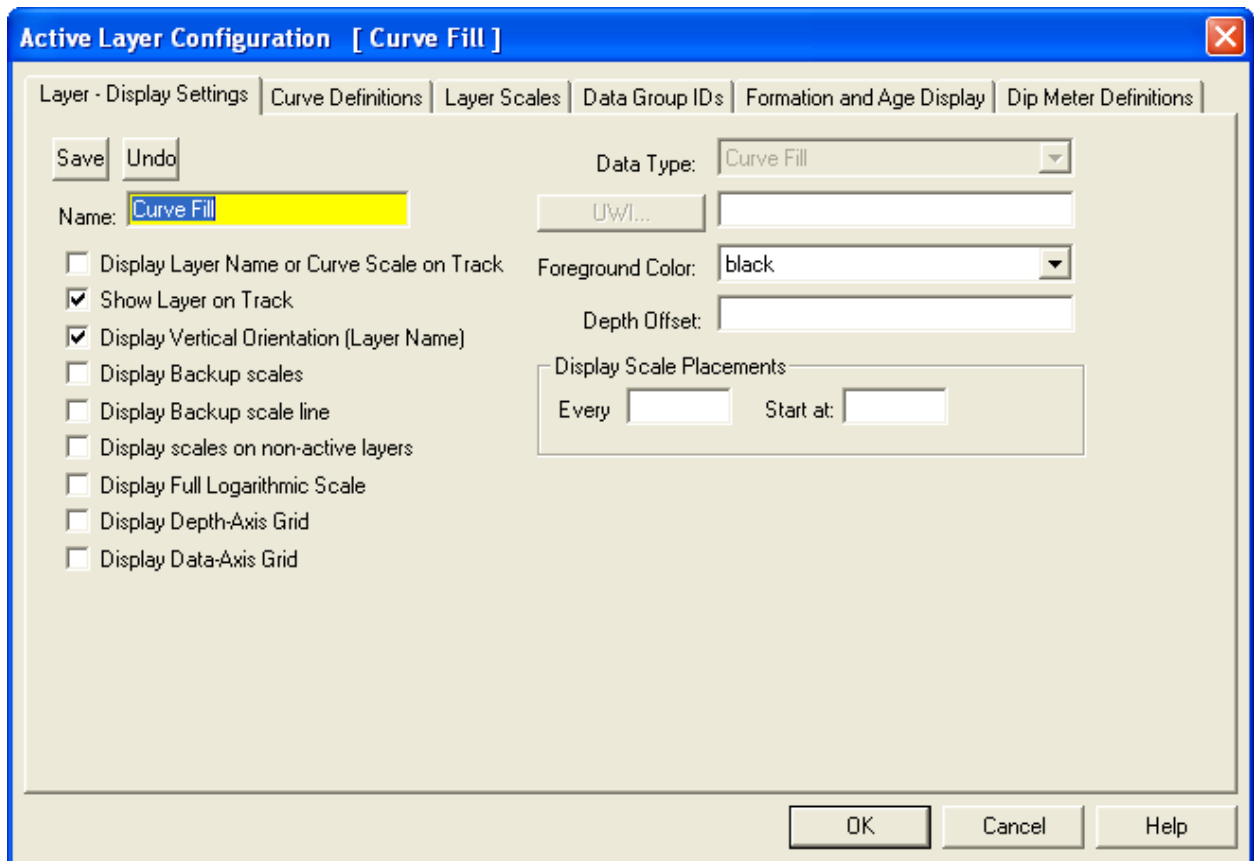 Active Layer Configuration [ Curve Fill ]
Layer - Display Settings Curve Definitions Layer Scales Data Group IDs Formation and Age Display Dip Meter Definitions
Save Undo
Name: Curve Fill
Display Layer Name or Curve Scale on Track
Show Layer on Track
Display Vertical Orientation (Layer Name)
Display Backup scales
Display Backup scale line
Display scales on non-active layers
Display Full Logarithmic Scale
Display Depth-Axis Grid
Display Data-Axis Grid
Data Type: Curve Fill
UWI...
Foreground Color: black
Depth Offset:
Display Scale Placements
Every Start at:
OK Cancel Help